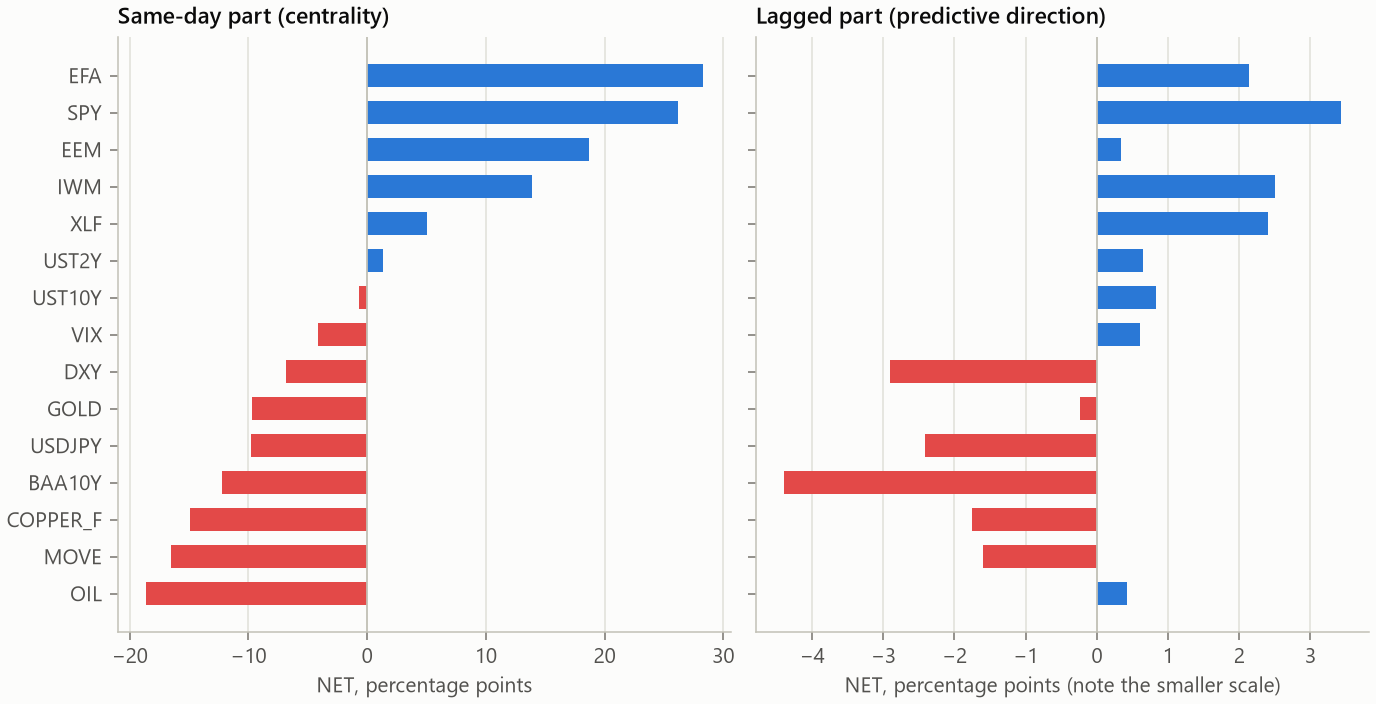 Same-day part (centrality)
Lagged part (predictive direction)
EFA
SPY
EEM
IWM
XLF
UST2Y
UST10Y
VIX
DXY
GOLD
USDJPY
BAA10Y
COPPER_F
MOVE
OIL
−20 −10 0 10 20 30
−4 −3 −2 −1 0 1 2 3
NET, percentage points
NET, percentage points (note the smaller scale)